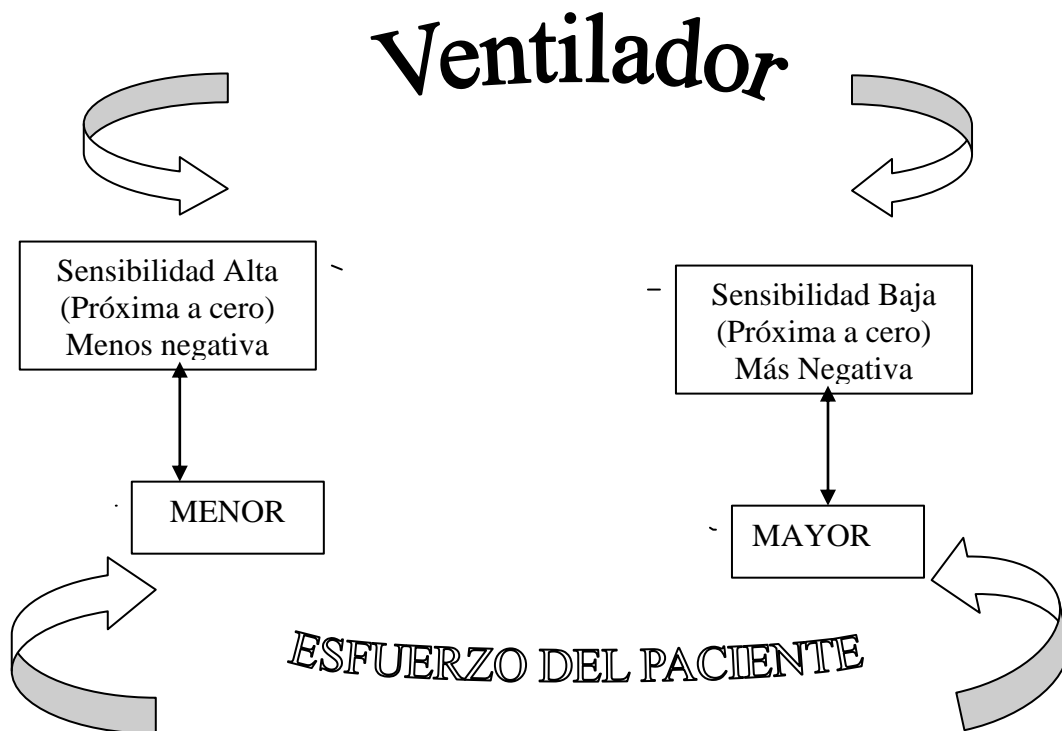 Ventilador
Sensibilidad Alta
(Próxima a cero)
Menos negativa
Sensibilidad Baja
(Próxima a cero)
Más Negativa
MENOR
MAYOR
ESFUERZO DEL PACIENTE